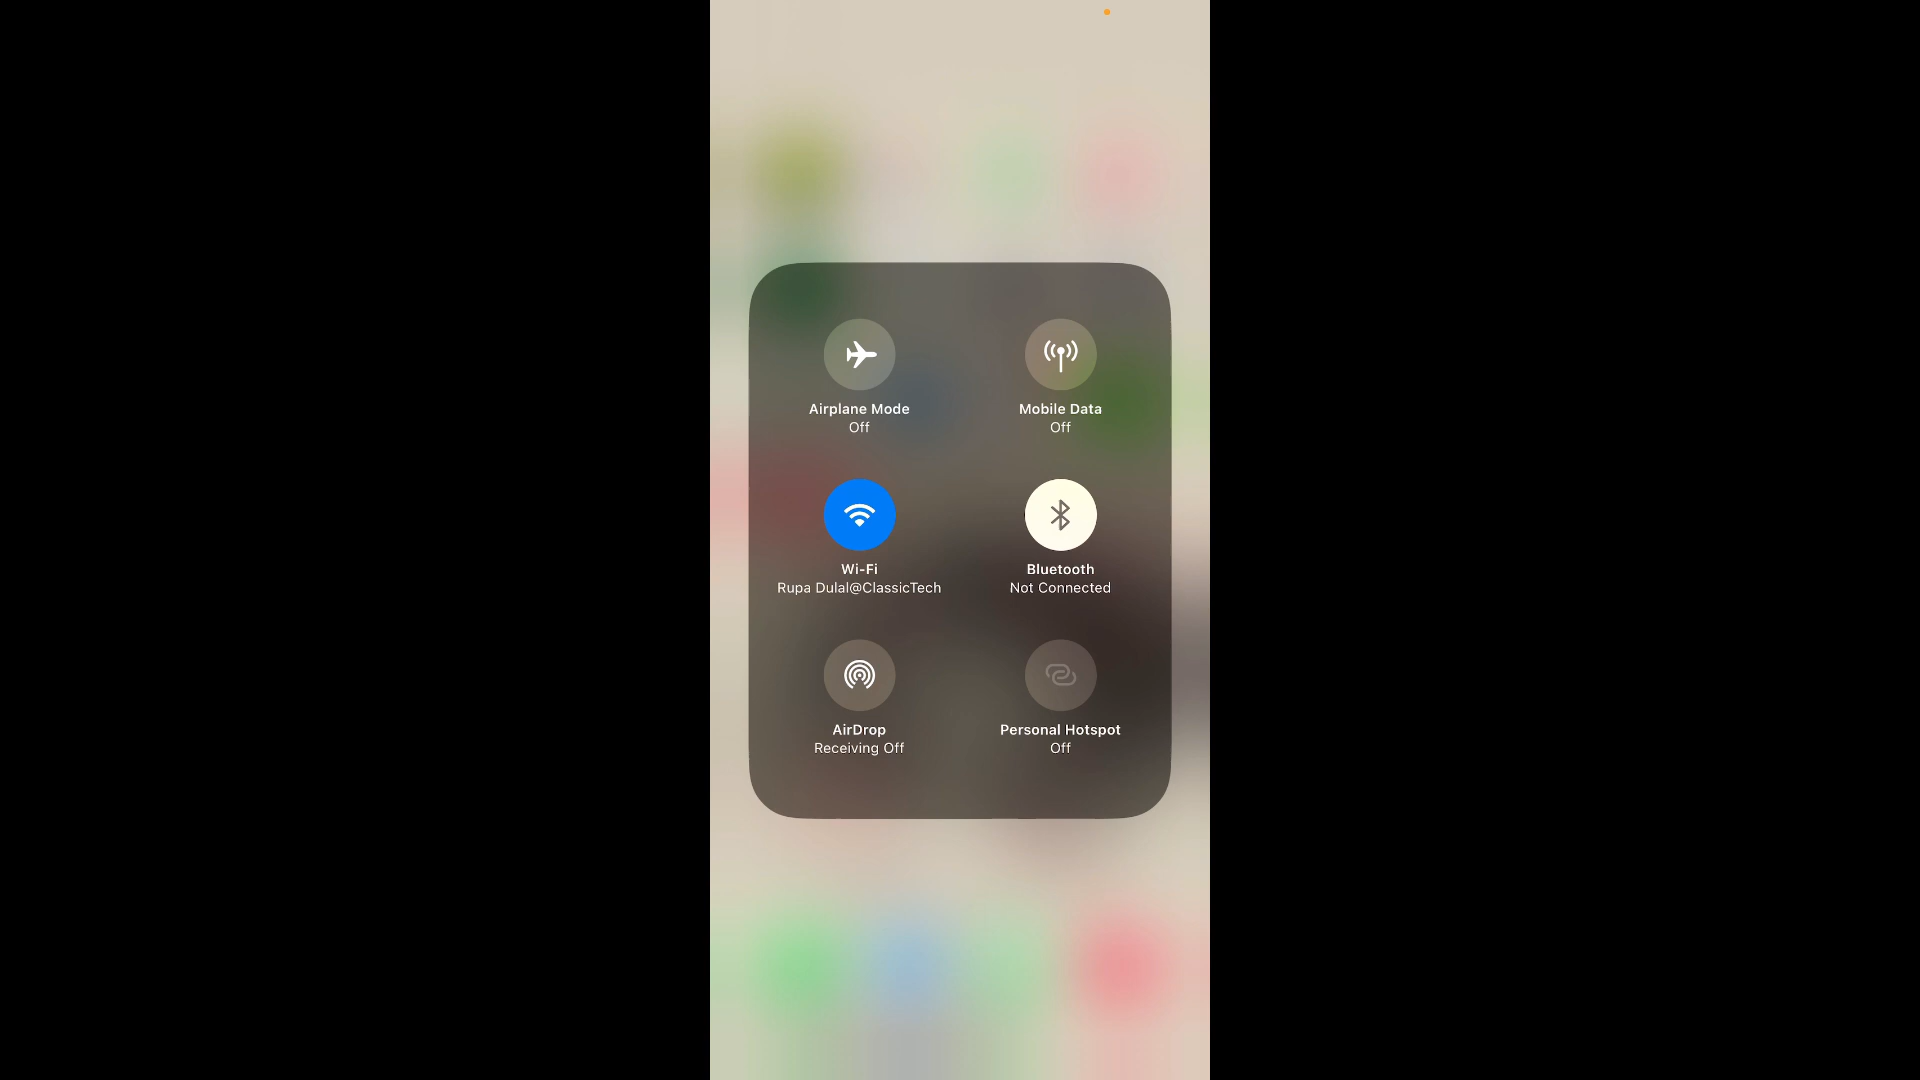 Airplane Mode
Off
Mobile Data
Off
Wi-Fi
Rupa Dulal@ClassicTech
Bluetooth
Not Connected
AirDrop
Receiving Off
Personal Hotspot
Off